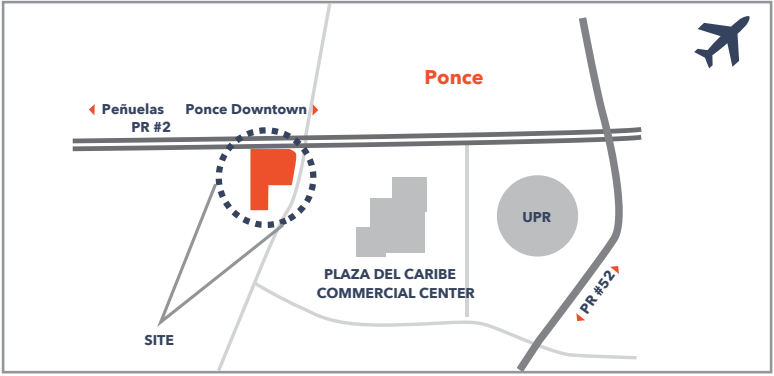 Ponce
Peñuelas
Ponce Downtown
PR #2
UPR
PLAZA DEL CARIBE
COMMERCIAL CENTER
PR #52
SITE